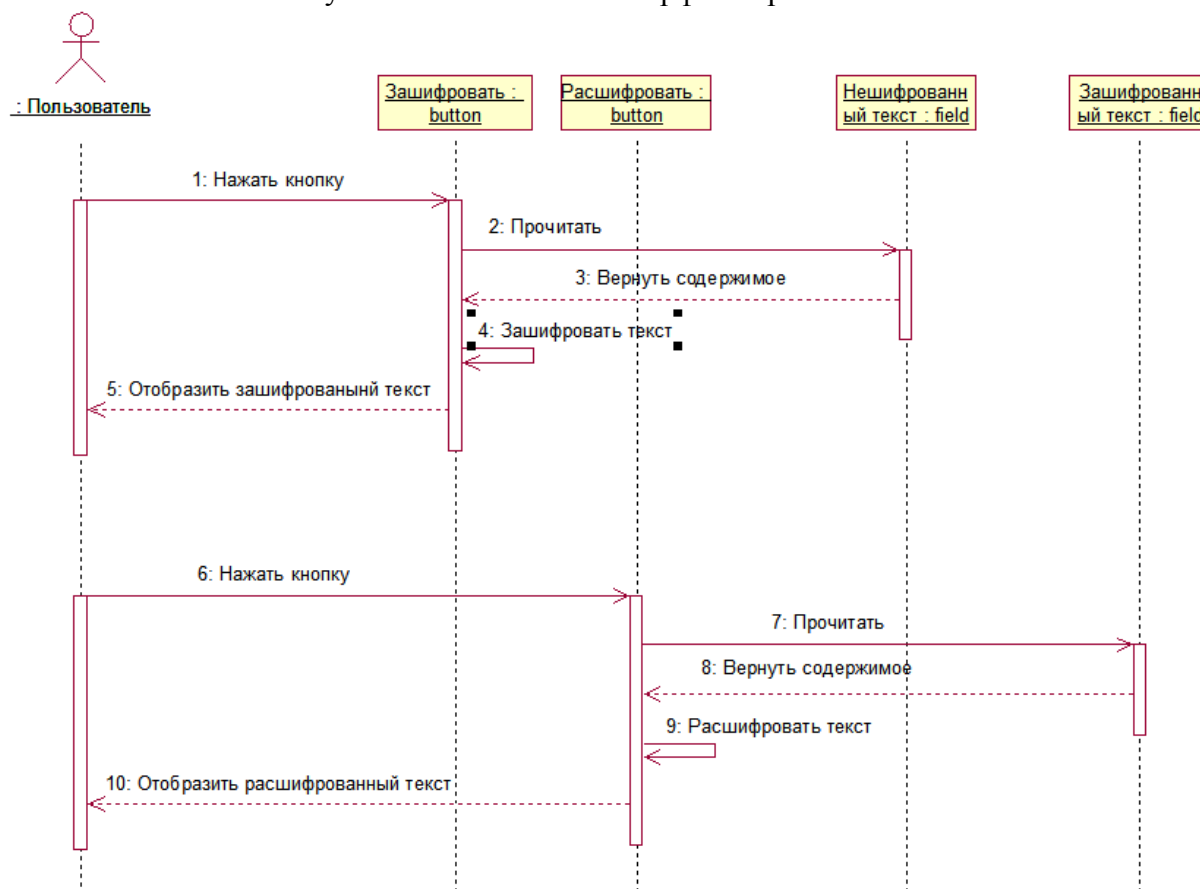 : Пользователь
Зашифровать :
button
Расшифровать :
button
Нешифрованн
ый текст : field
Зашифрованн
ый текст : field
1: Нажать кнопку
2: Прочитать
3: Вернуть содержимое
4: Зашифровать текст
5: Отобразить зашифрованынй текст
6: Нажать кнопку
7: Прочитать
8: Вернуть содержимое
9: Расшифровать текст
10: Отобразить расшифрованный текст